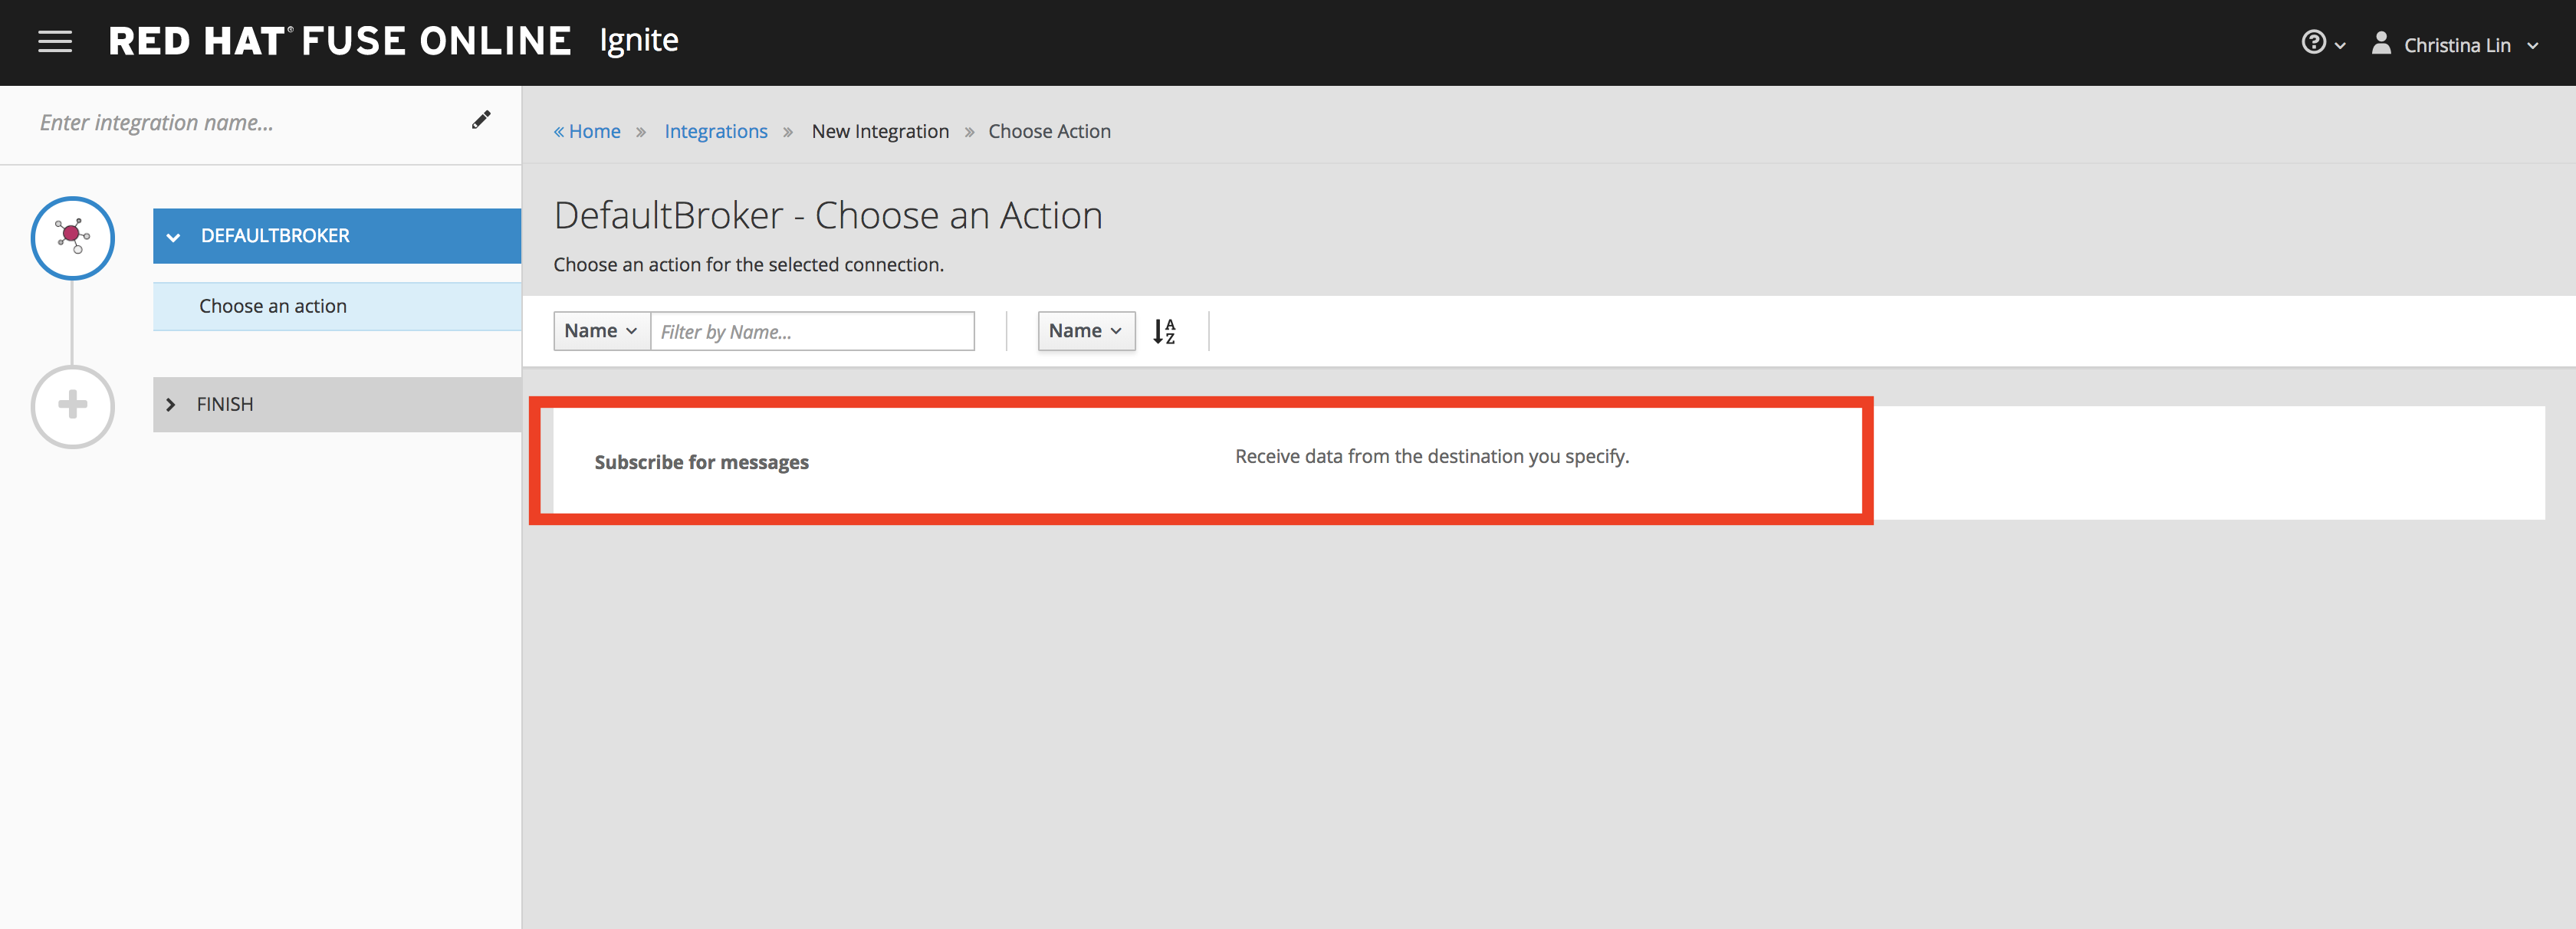 RED HAT® FUSE ONLINE Ignite
Christina Lin
Enter integration name...
« Home » Integrations » New Integration » Choose Action
DEFAULTBROKER
Choose an action
FINISH
DefaultBroker - Choose an Action
Choose an action for the selected connection.
Name Filter by Name... Name A Z
Subscribe for messages Receive data from the destination you specify.